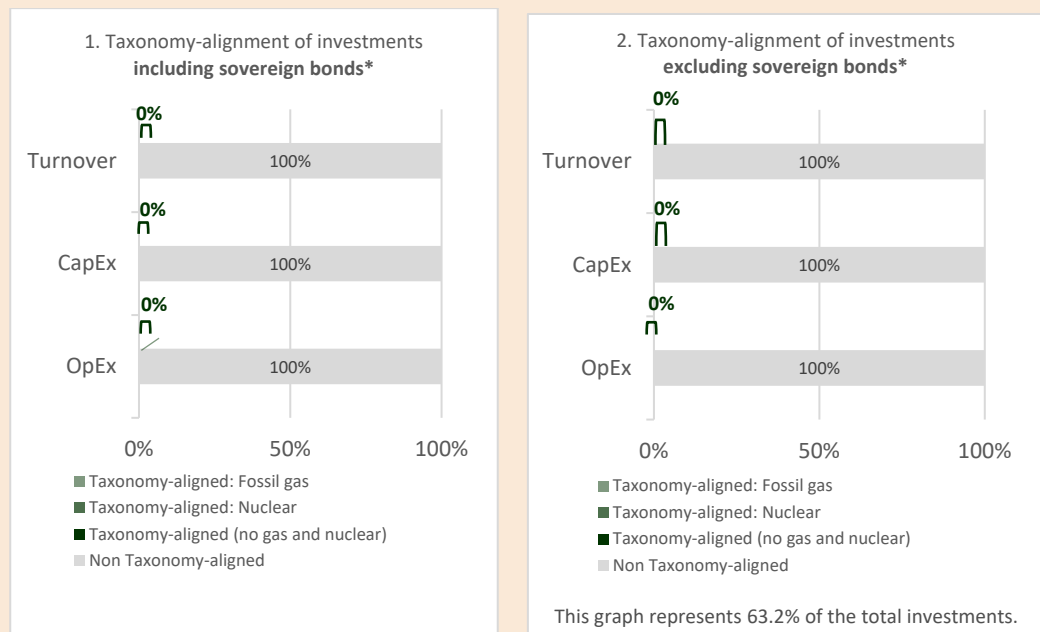 1. Taxonomy-alignment of investments
including sovereign bonds*
0%
Turnover
100%
0%
CapEx
100%
0%
OpEx
100%
0%
50%
100%
Taxonomy-aligned: Fossil gas
Taxonomy-aligned: Nuclear
Taxonomy-aligned (no gas and nuclear)
Non Taxonomy-aligned
2. Taxonomy-alignment of investments
excluding sovereign bonds*
0%
Turnover
100%
0%
CapEx
100%
0%
OpEx
100%
0%
50%
100%
Taxonomy-aligned: Fossil gas
Taxonomy-aligned: Nuclear
Taxonomy-aligned (no gas and nuclear)
Non Taxonomy-aligned
This graph represents 63.2% of the total investments.